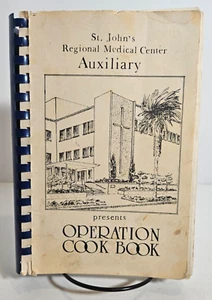 St. John's
Regional Medical Center
Auxiliary
presents
OPERATION
COOK BOOK